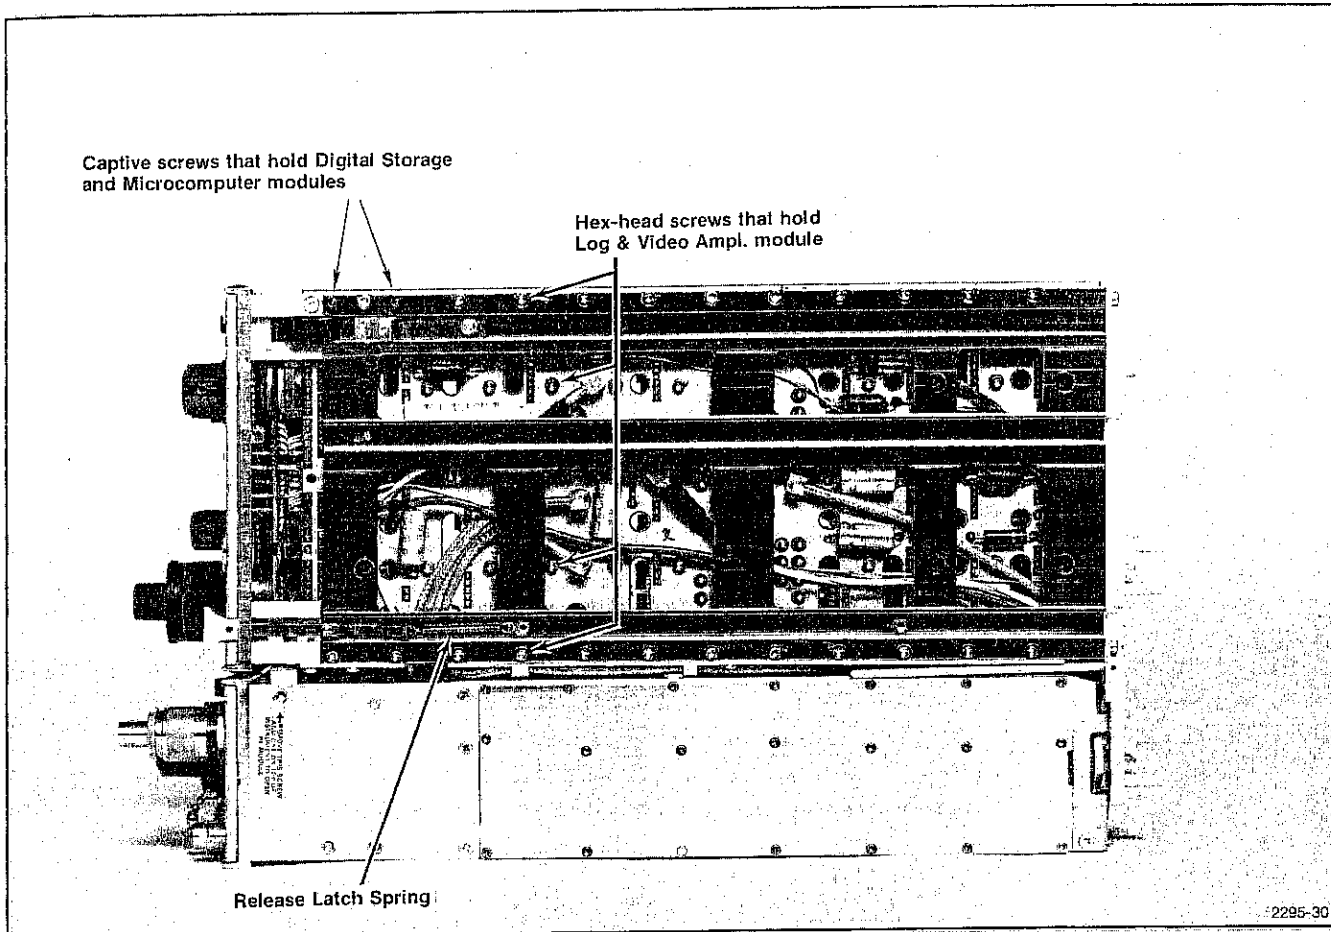 Captive screws that hold Digital Storage
and Microcomputer modules
Hex-head screws that hold
Log & Video Ampl. module
Release Latch Spring
2295-30